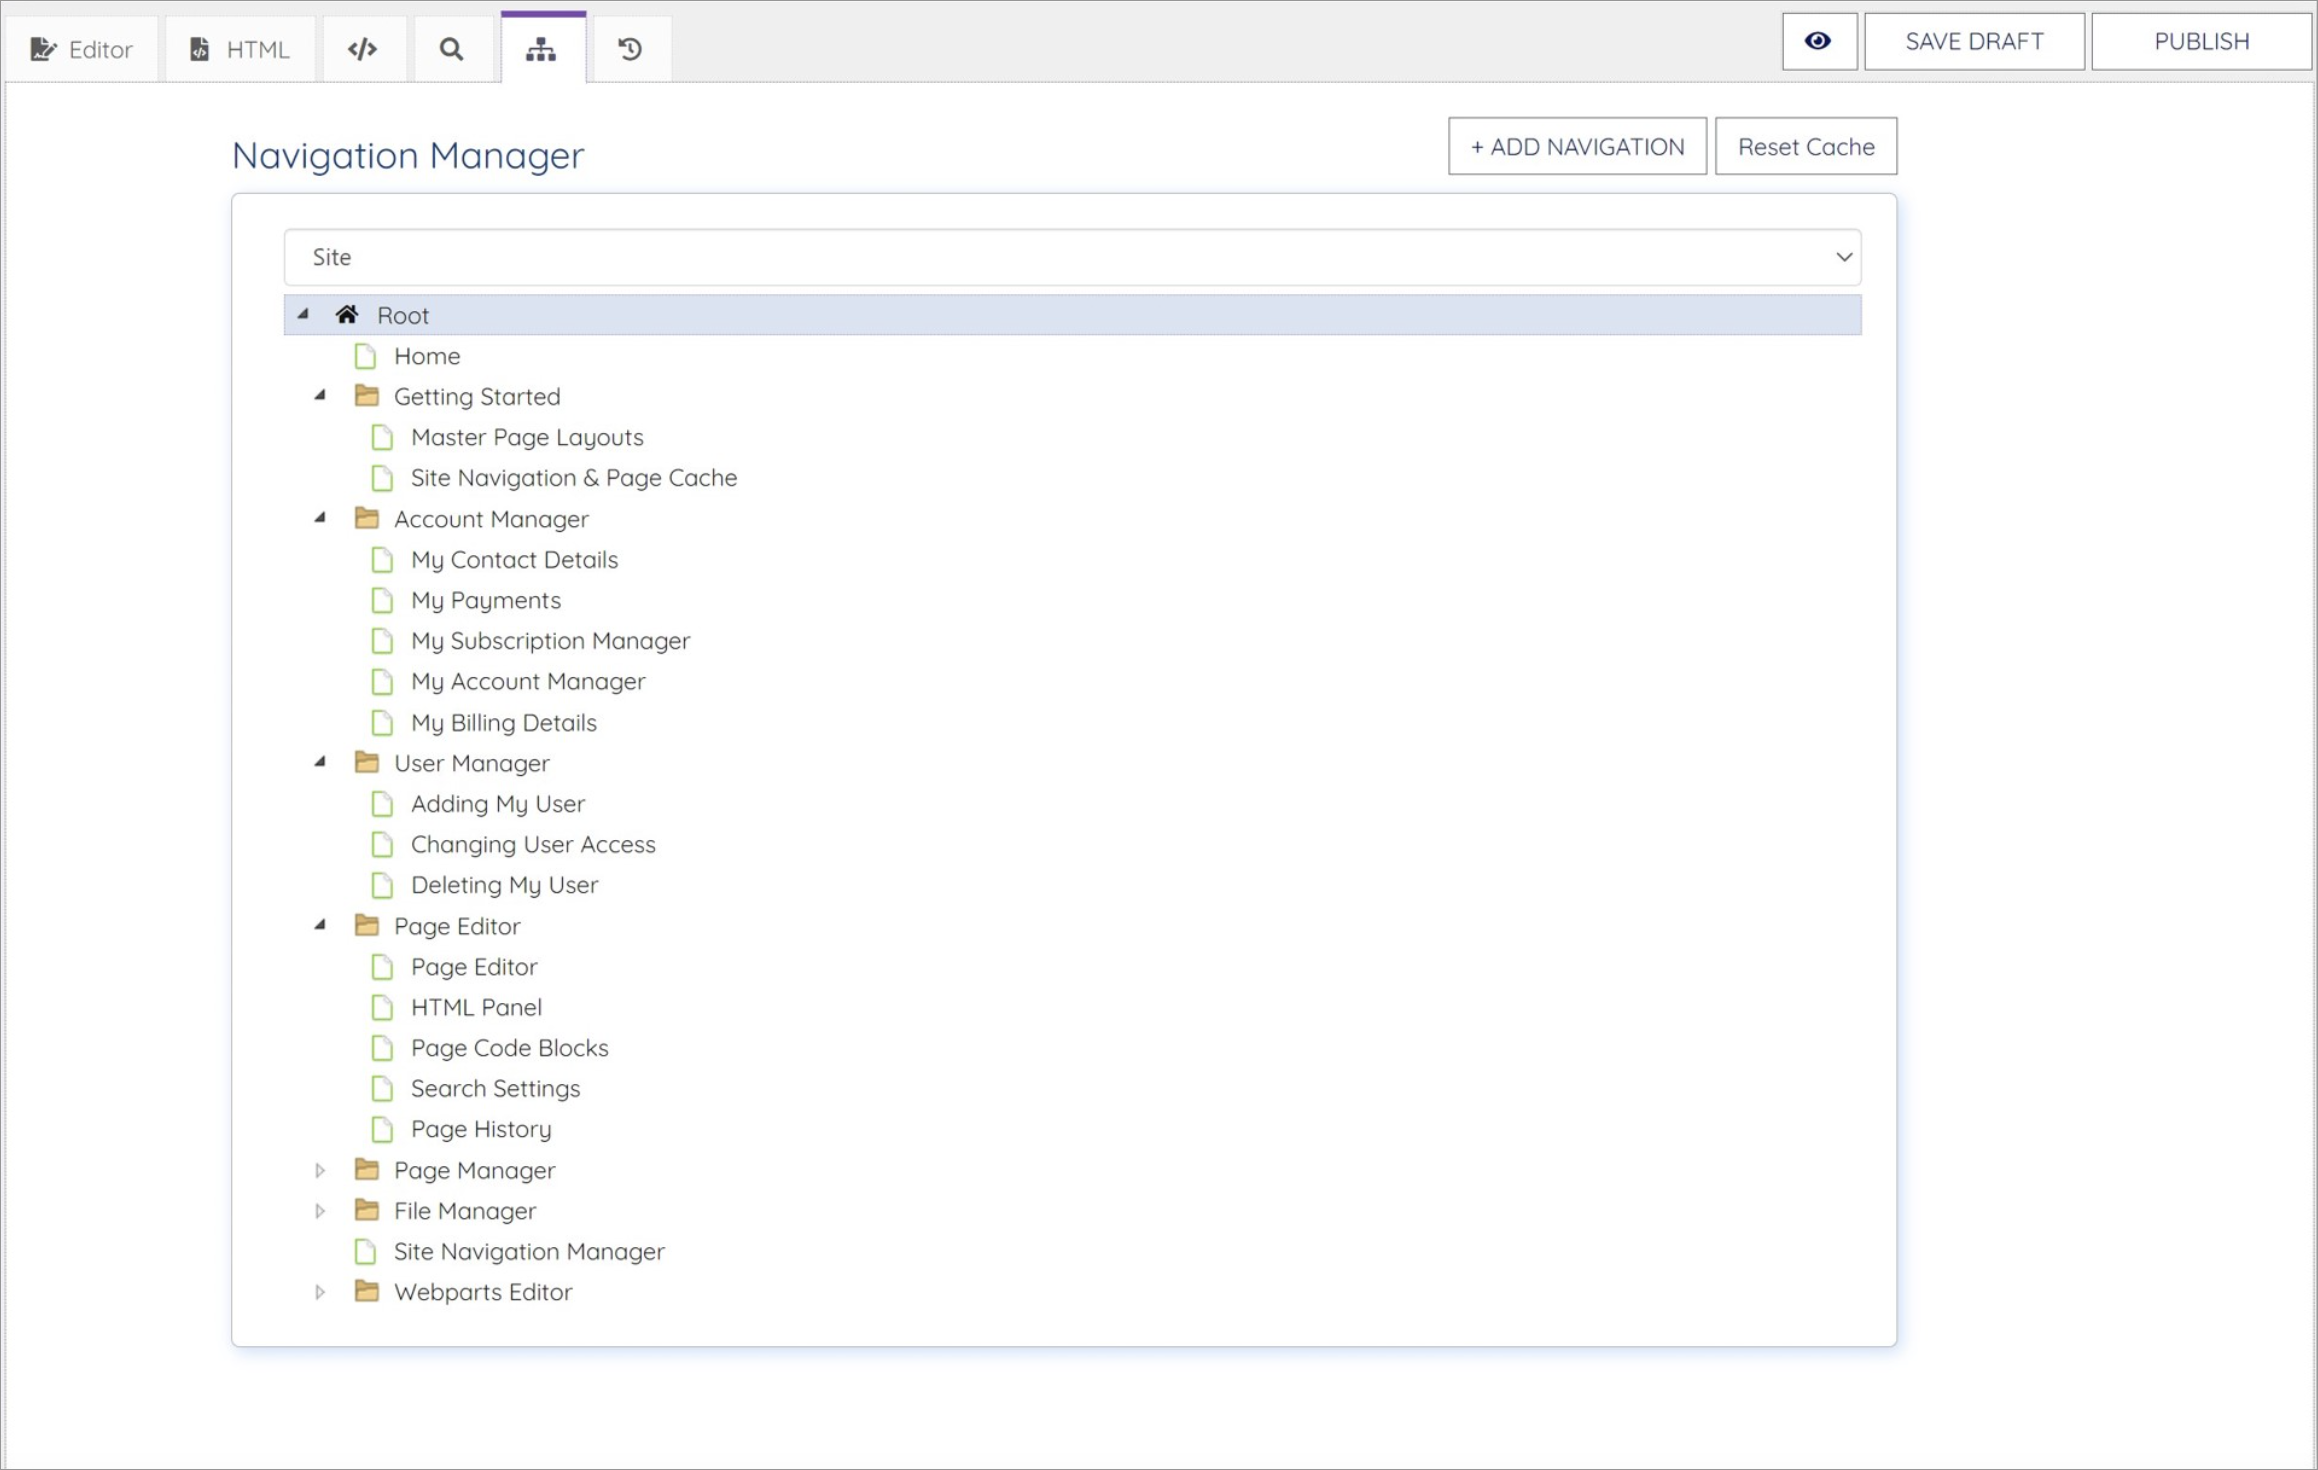 Editor HTML </> SAVE DRAFT PUBLISH
Navigation Manager + ADD NAVIGATION Reset Cache
Site
Root
Home
Getting Started
Master Page Layouts
Site Navigation & Page Cache
Account Manager
My Contact Details
My Payments
My Subscription Manager
My Account Manager
My Billing Details
User Manager
Adding My User
Changing User Access
Deleting My User
Page Editor
Page Editor
HTML Panel
Page Code Blocks
Search Settings
Page History
Page Manager
File Manager
Site Navigation Manager
Webparts Editor